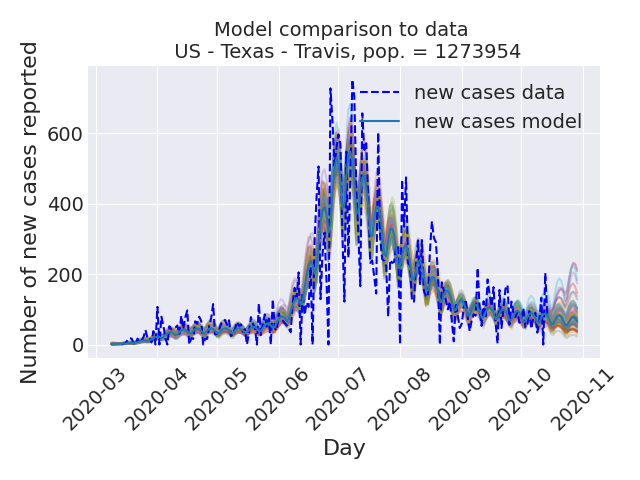 Model comparison to data
US - Texas - Travis, pop. = 1273954
Number of new cases reported
600
400
200
0
new cases data
new cases model
2020-03
2020-04
2020-05
2020-06
2020-07
2020-08
2020-09
2020-10
2020-11
Day